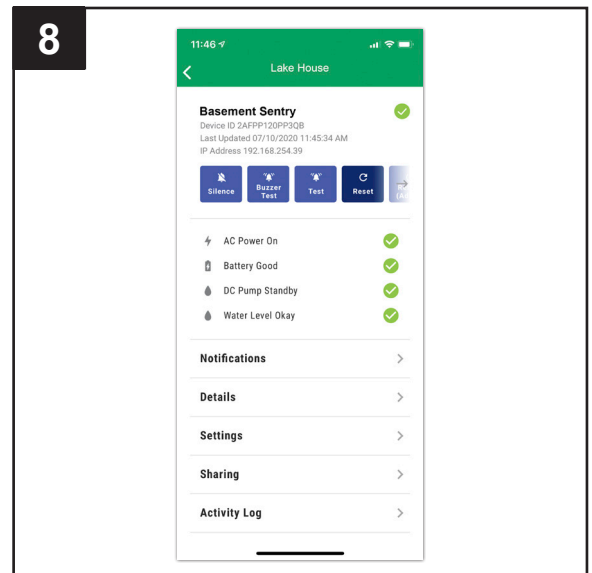 8
11:46
Lake House
Basement Sentry
Device ID 2AFPP120PP3QB
Last Updated 07/10/2020 11:45:34 AM
IP Address 192.168.254.39
Silence
Buzzer
Test
Test
Reset
AC Power On
Battery Good
DC Pump Standby
Water Level Okay
Notifications
Details
Settings
Sharing
Activity Log